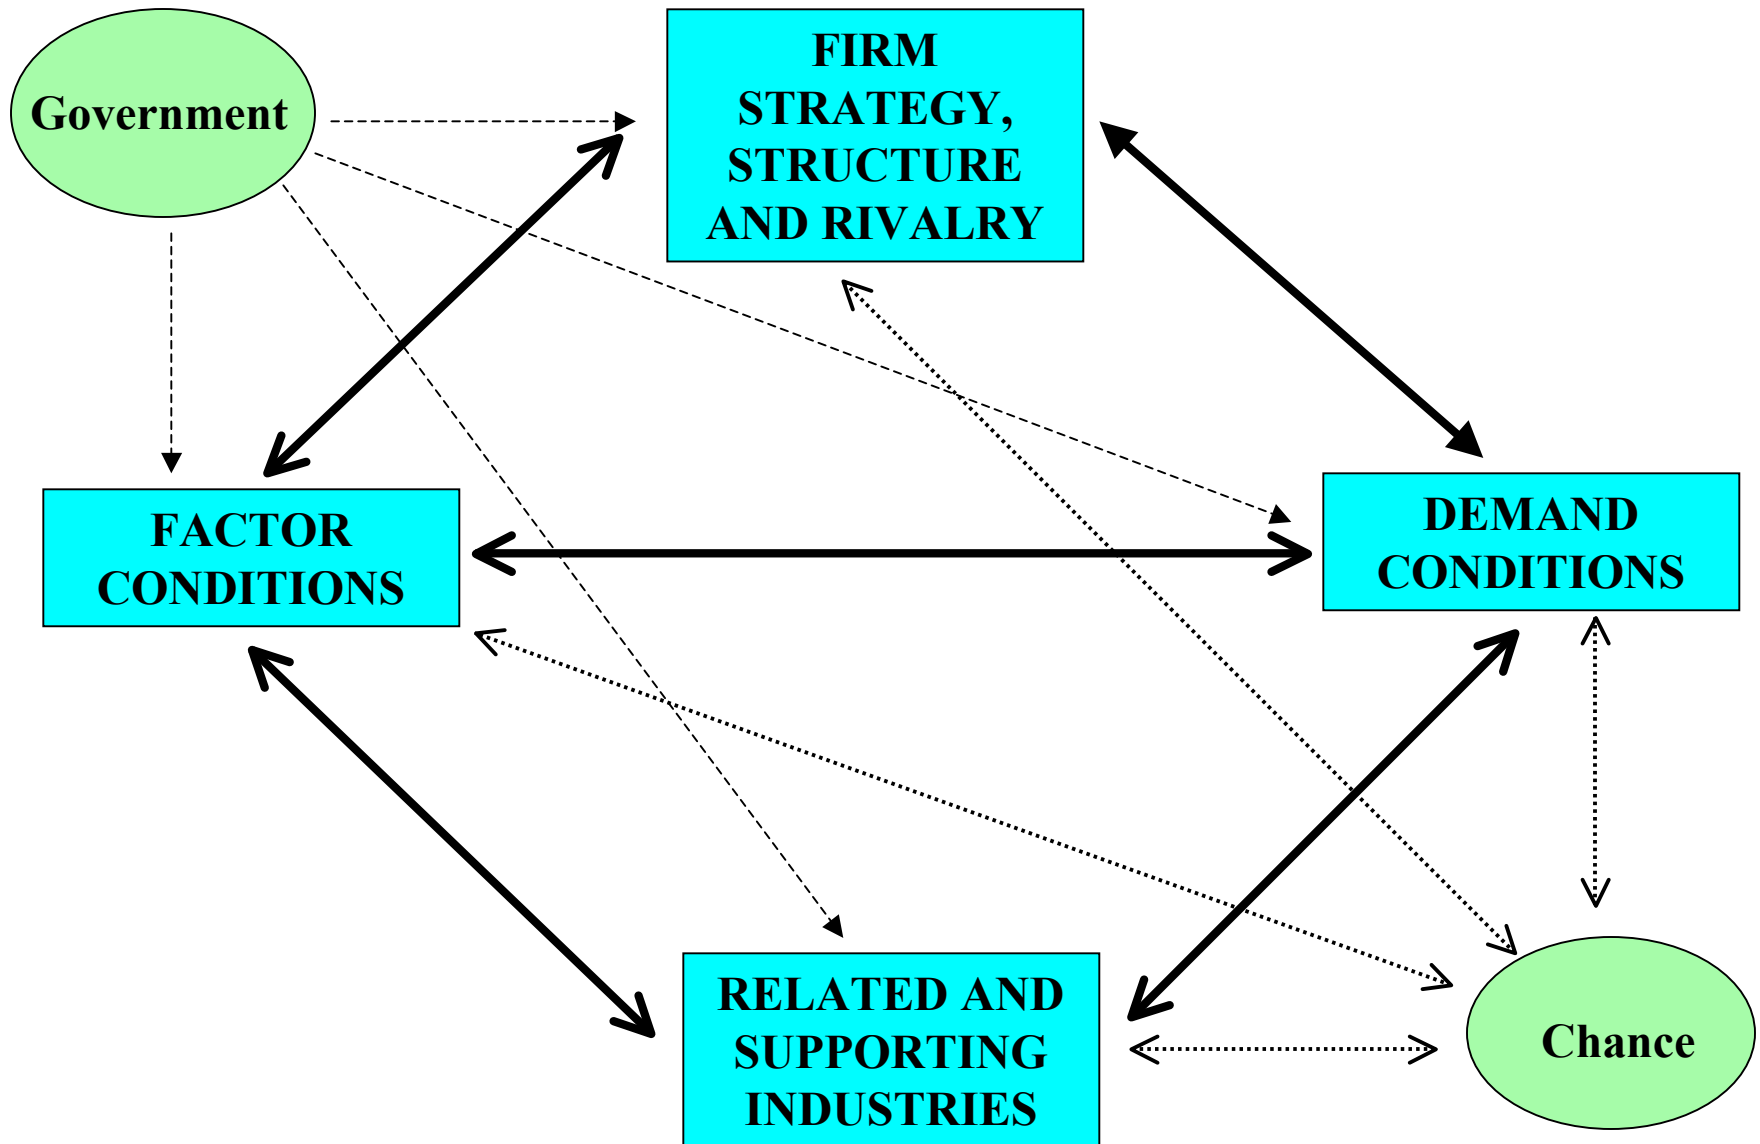 Government
FIRM
STRATEGY,
STRUCTURE
AND RIVALRY
FACTOR
CONDITIONS
DEMAND
CONDITIONS
RELATED AND
SUPPORTING
INDUSTRIES
Chance